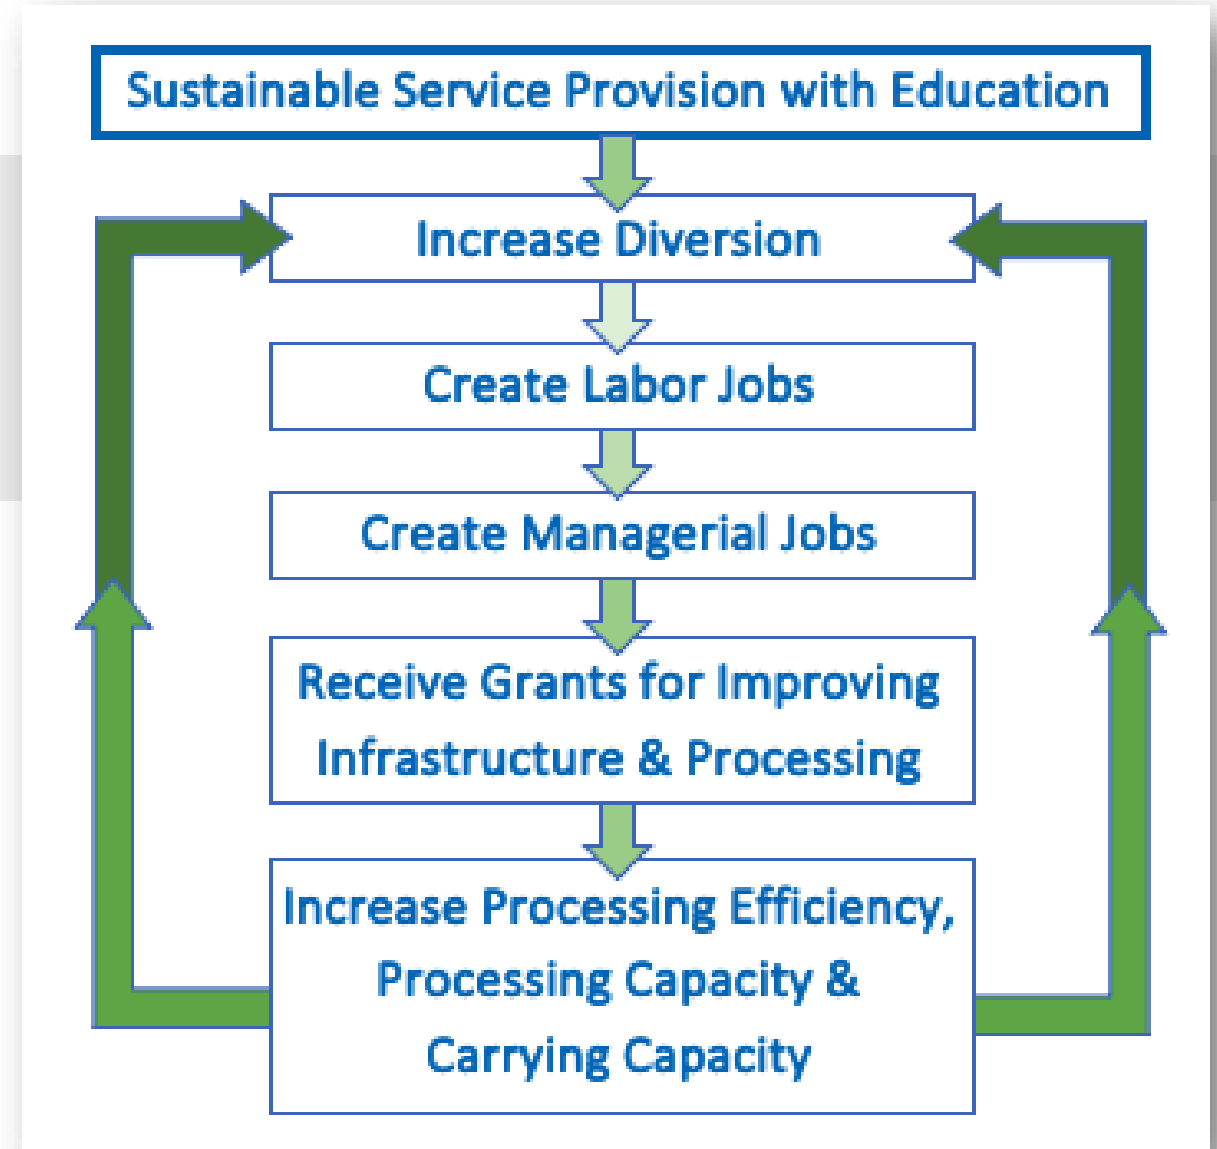 Sustainable Service Provision with Education
Increase Diversion
Create Labor Jobs
Create Managerial Jobs
Receive Grants for Improving
Infrastructure & Processing
Increase Processing Efficiency,
Processing Capacity &
Carrying Capacity